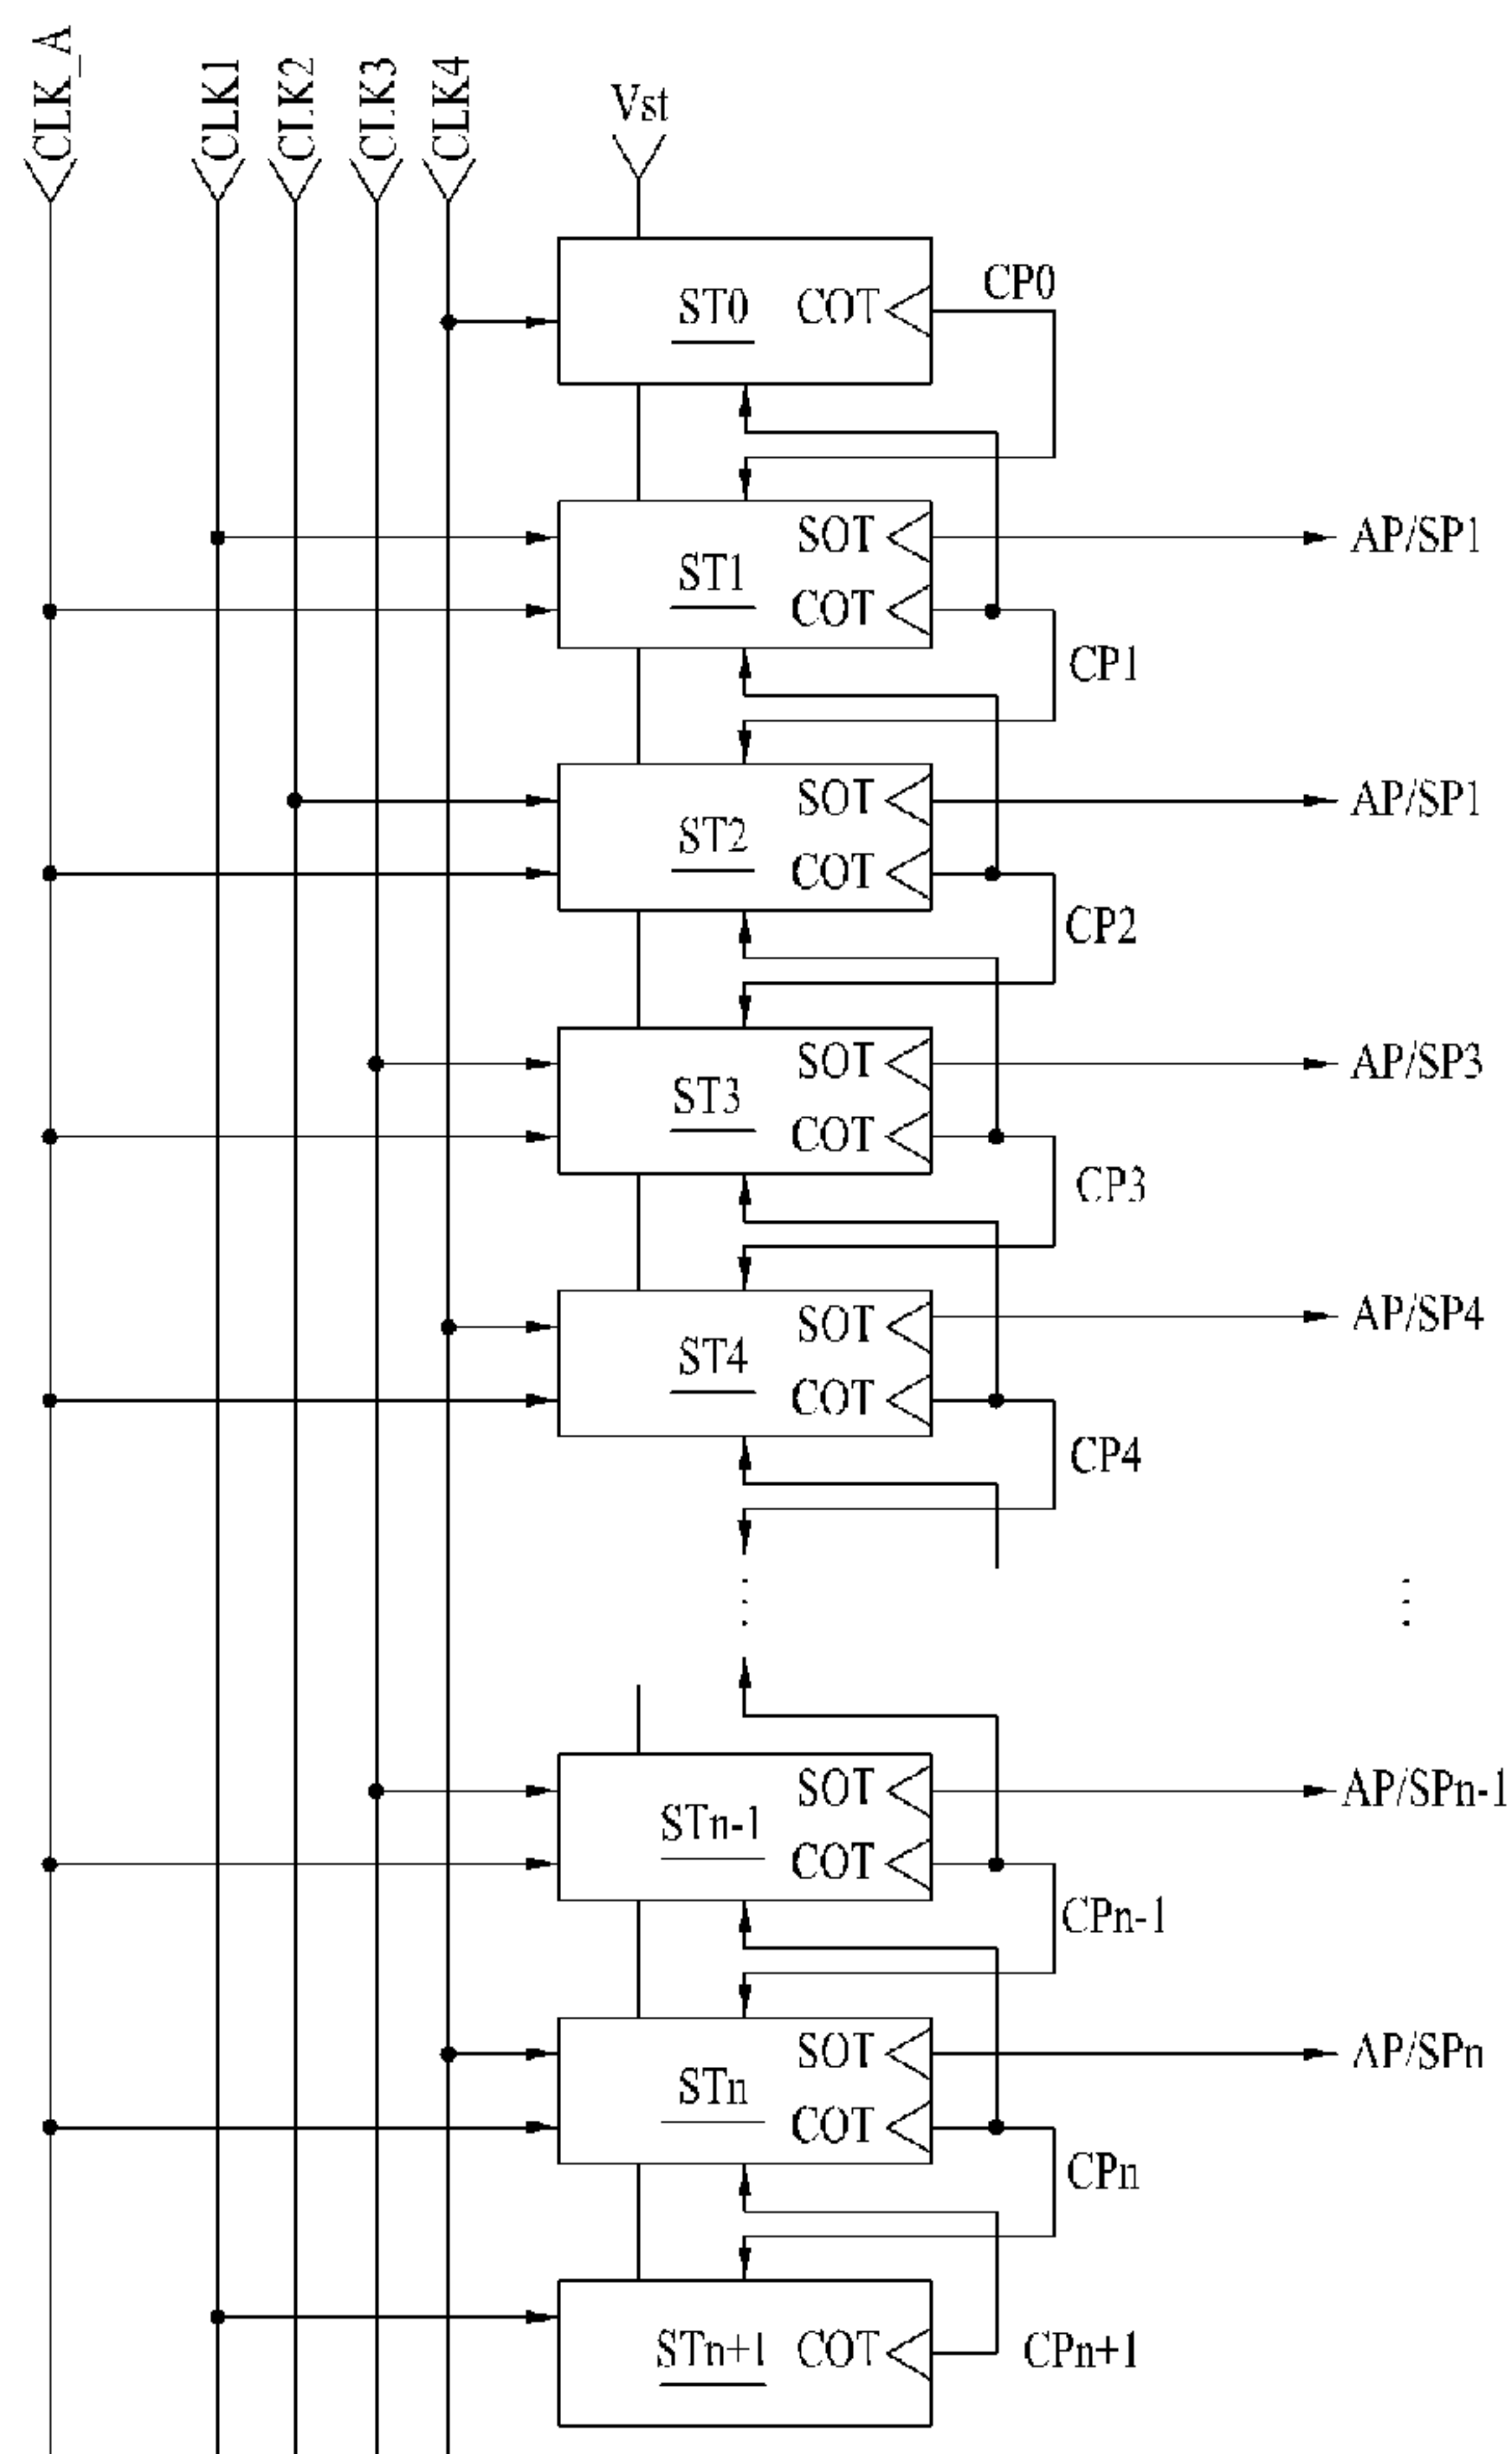 CLK_A
CLK1
CLK2
CLK3
CLK4
Vst
ST0 COT
CP0
SOT
AP/SP1
ST1
COT
CP1
SOT
AP/SP1
ST2
COT
CP2
SOT
AP/SP3
ST3
COT
CP3
SOT
AP/SP4
ST4
COT
CP4
SOT
AP/SPn-1
STn-1
COT
CPn-1
SOT
AP/SPn
STn
COT
CPn
STn+1 COT
CPn+1